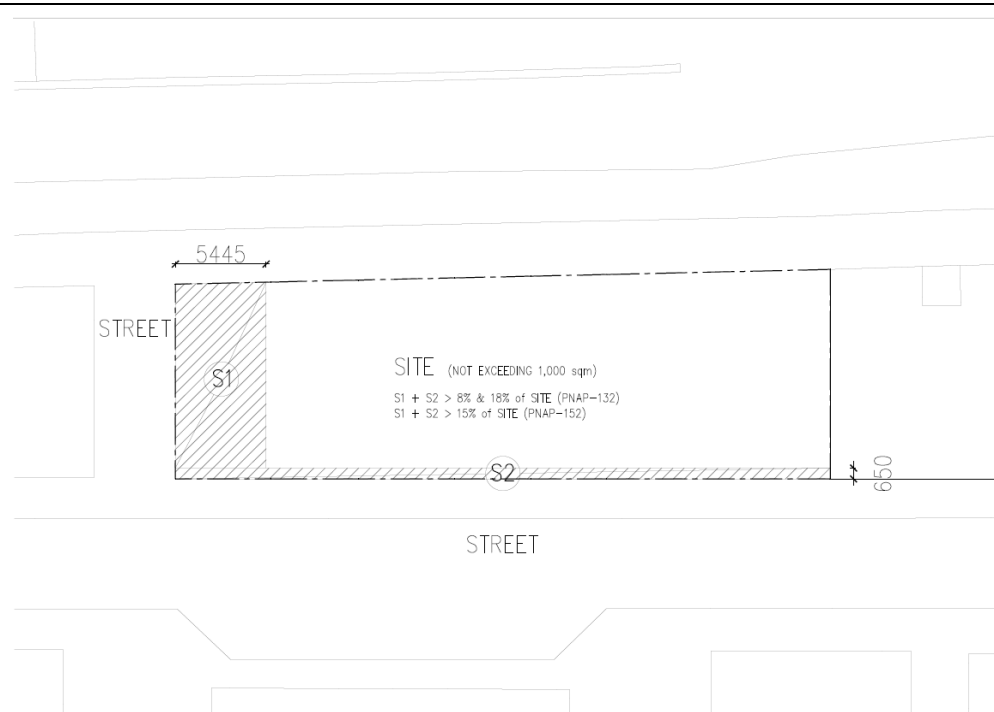 5445
STREET
S1
SITE (NOT EXCEEDING 1,000 sqm)
S1 + S2 > 8% & 18% of SITE (PNAP-132)
S1 + S2 > 15% of SITE (PNAP-152)
S2
650
STREET